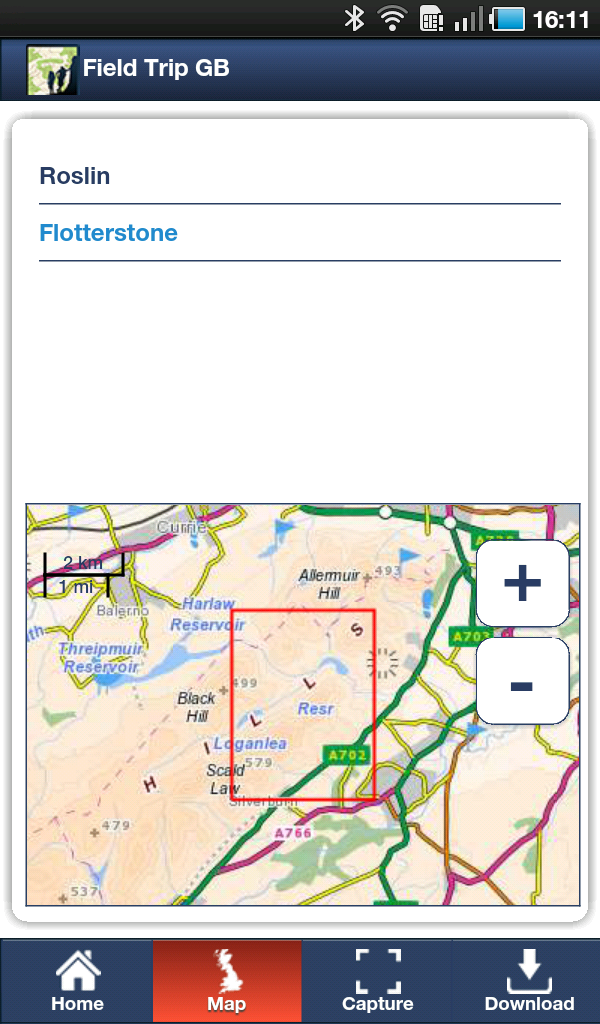 16:11
Field Trip GB
Roslin
Flotterstone
Currie
2 km
1 mi
Allermuir
Hill
493
Balerno
Harlaw
Reservoir
S
A703
Threipmuir
Reservoir
499
L
Black
Hill
Resr
L
I
Loganlea
A702
579
Scald
Law
H
Silverburn
A766
479
537
+
-
Home
Map
Capture
Download